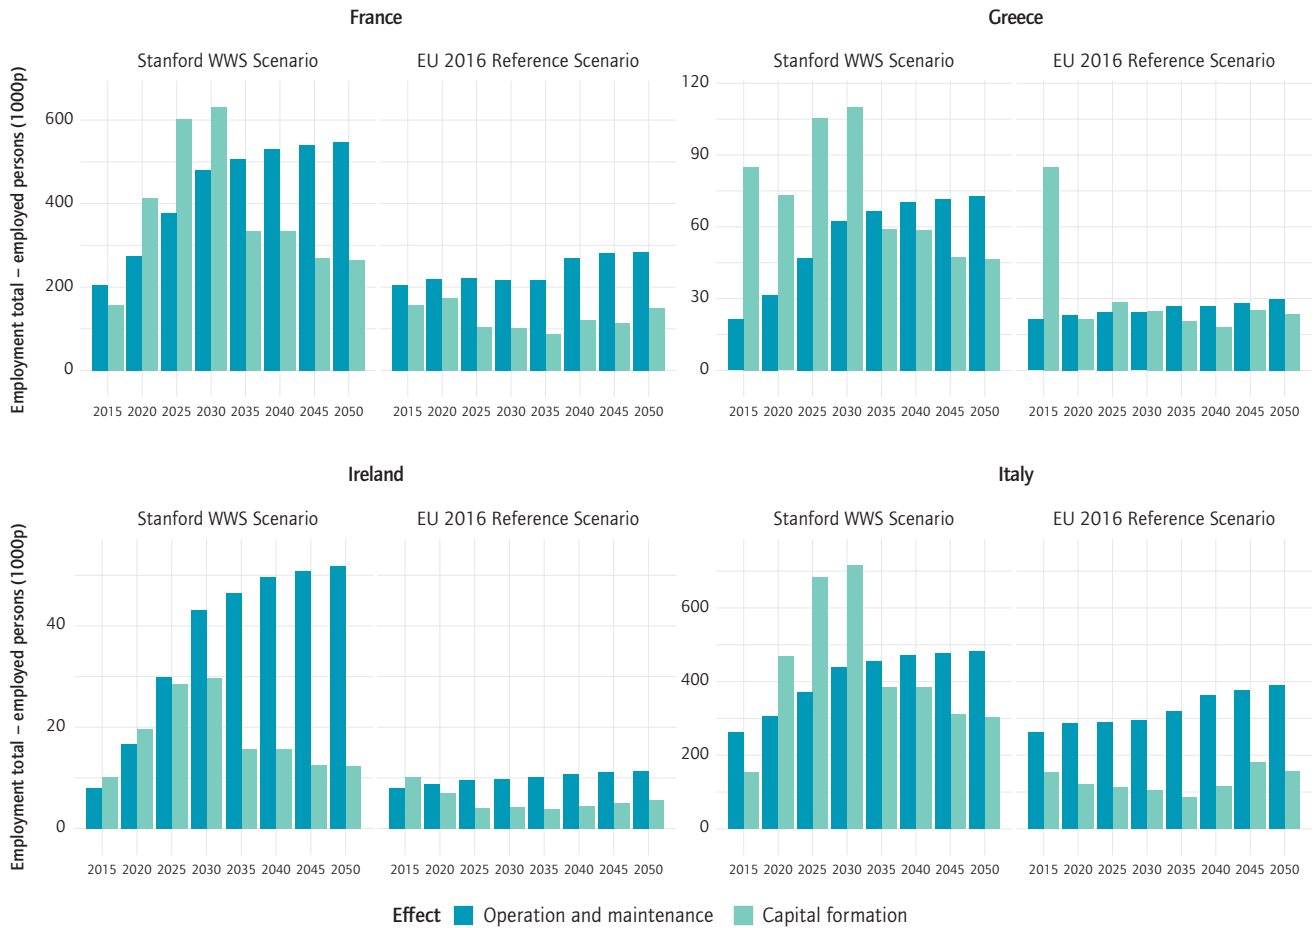 France
Stanford WWS Scenario
EU 2016 Reference Scenario
Employment total – employed persons (1000p)
600
400
200
0
2015 2020 2025 2030 2035 2040 2045 2050
2015 2020 2025 2030 2035 2040 2045 2050
Greece
Stanford WWS Scenario
EU 2016 Reference Scenario
120
90
60
30
0
2015 2020 2025 2030 2035 2040 2045 2050
2015 2020 2025 2030 2035 2040 2045 2050
Ireland
Stanford WWS Scenario
EU 2016 Reference Scenario
Employment total – employed persons (1000p)
40
20
0
2015 2020 2025 2030 2035 2040 2045 2050
2015 2020 2025 2030 2035 2040 2045 2050
Italy
Stanford WWS Scenario
EU 2016 Reference Scenario
600
400
200
0
2015 2020 2025 2030 2035 2040 2045 2050
2015 2020 2025 2030 2035 2040 2045 2050
Effect Operation and maintenance Capital formation